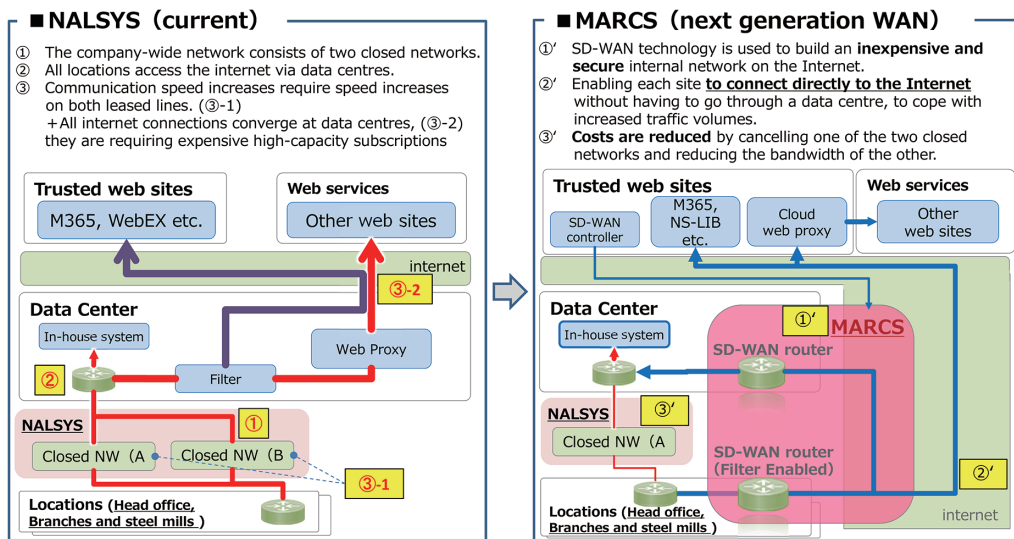 ■ NALSYS (current)
① The company-wide network consists of two closed networks.
② All locations access the internet via data centres.
③ Communication speed increases require speed increases
on both leased lines. (③-1)
+All internet connections converge at data centres, (③-2)
they are requiring expensive high-capacity subscriptions
Trusted web sites
M365, WebEX etc.
Web services
Other web sites
internet
③-2
Data Center
In-house system
Web Proxy
②
Filter
①
NALSYS
Closed NW (A
Closed NW (B
③-1
Locations (Head office,
Branches and steel mills )
■ MARCS (next generation WAN)
①‘ SD-WAN technology is used to build an inexpensive and
secure internal network on the Internet.
②‘ Enabling each site to connect directly to the Internet
without having to go through a data centre, to cope with
increased traffic volumes.
③‘ Costs are reduced by cancelling one of the two closed
networks and reducing the bandwidth of the other.
Trusted web sites
Web services
SD-WAN
controller
M365,
NS-LIB
etc.
Cloud
web proxy
Other
web sites
Data Center
In-house system
①‘
MARCS
SD-WAN router
③‘
NALSYS
Closed NW (A
SD-WAN router
(Filter Enabled)
②‘
Locations (Head office,
Branches and steel mills )
internet